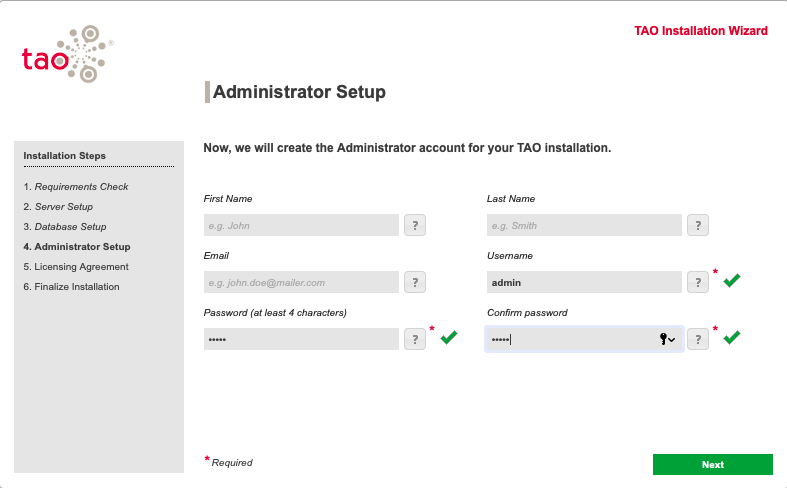 TAO Installation Wizard
tao®
Administrator Setup
Now, we will create the Administrator account for your TAO installation.
Installation Steps
1. Requirements Check
2. Server Setup
3. Database Setup
4. Administrator Setup
5. Licensing Agreement
6. Finalize Installation
First Name
Last Name
e.g. John ?
e.g. Smith ?
Email
Username
e.g. john.doe@mailer.com ?
admin ? *
Password (at least 4 characters)
Confirm password
••••• ? *
••••• ? *
* Required
Next